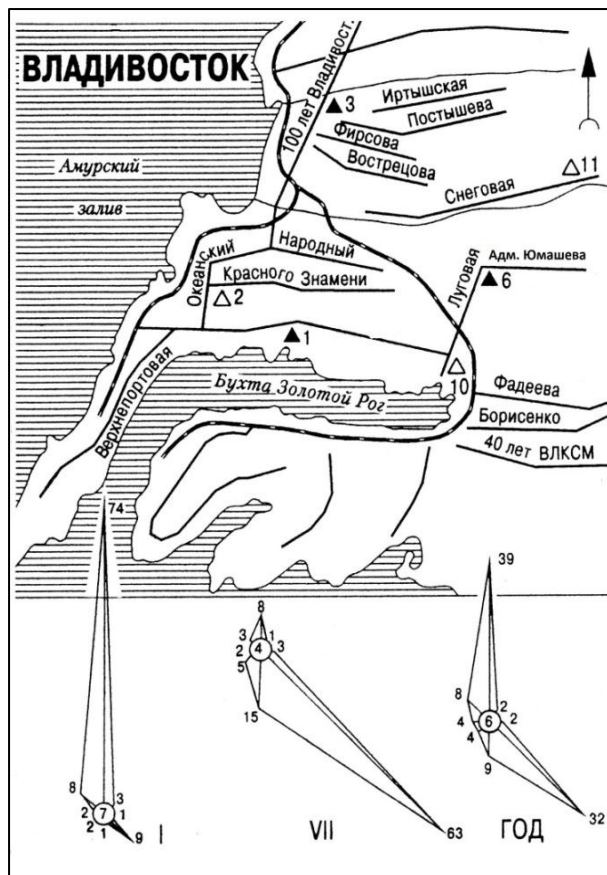 ВЛАДИВОСТОК
100 лет Владивост.
▲ 3
Иртышская
Постышева
Фирсова
Вострецова
△ 11
Снеговая
Амурский
залив
Океанский
Народный
Красного Знамени
△ 2
Луговая
Адм. Юмашева
▲ 6
▲ 1
△
10
Верхнепортовая
Бухта Золотой Рог
Фадеева
Борисенко
40 лет ВЛКСМ
74
8
3
7
2
1
2
1
9
I
8
3
1
4
3
2
5
15
63
VII
39
8
2
6
2
4
4
9
32
ГОД